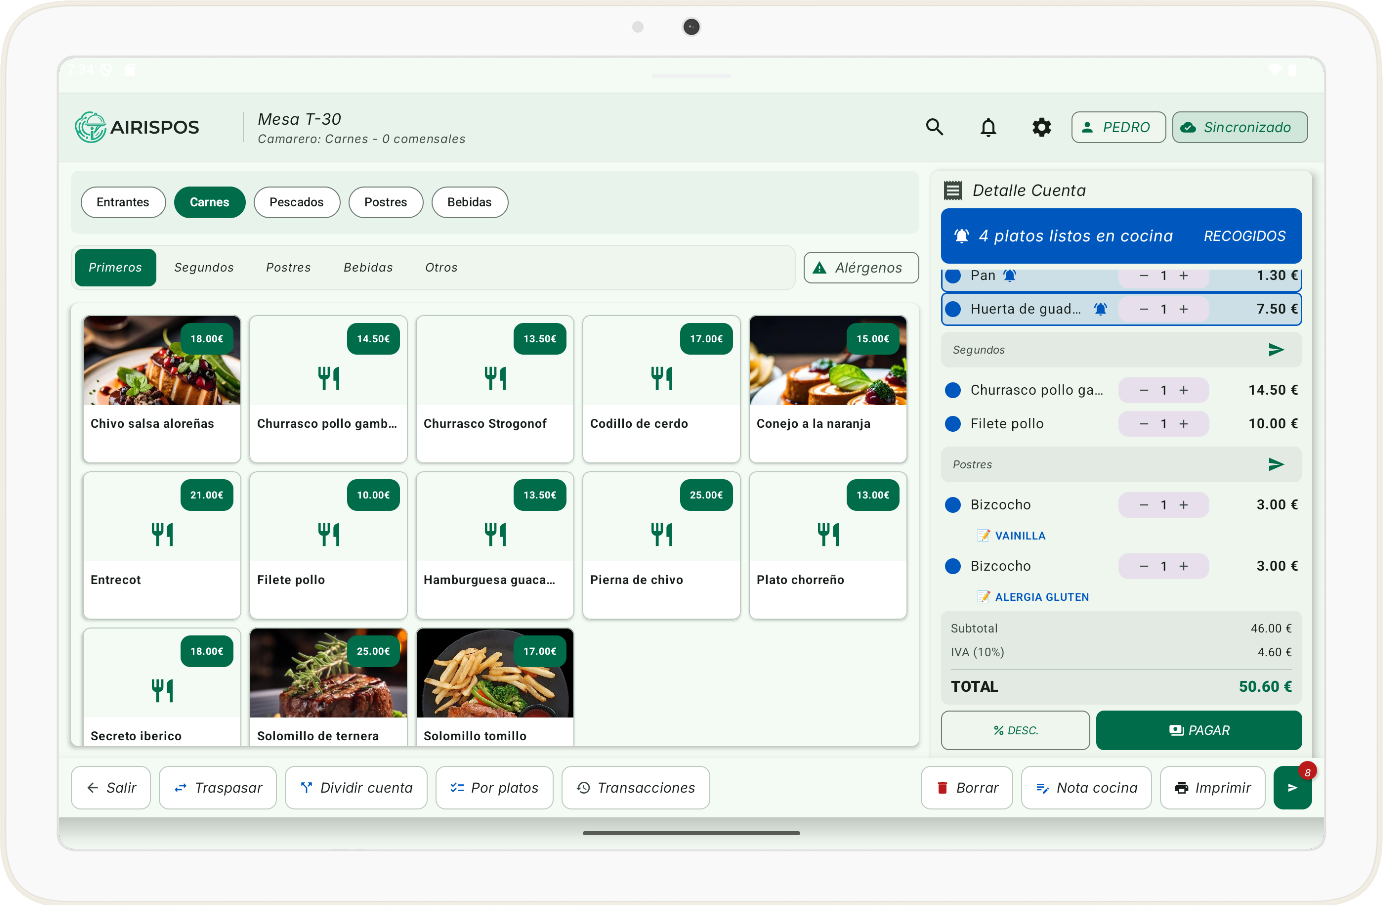 7:34
AIRISPOS
Mesa T-30
Camarero: Carnes - 0 comensales
PEDRO
Sincronizado
Entrantes
Carnes
Pescados
Postres
Bebidas
Primeros
Segundos
Postres
Bebidas
Otros
Alérgenos
18.00€
Chivo salsa aloreñas
14.50€
Churrasco pollo gamb...
13.50€
Churrasco Strogonof
17.00€
Codillo de cerdo
15.00€
Conejo a la naranja
21.00€
Entrecot
10.00€
Filete pollo
13.50€
Hamburguesa guaca...
25.00€
Pierna de chivo
13.00€
Plato chorreño
18.00€
Secreto iberico
25.00€
Solomillo de ternera
17.00€
Solomillo tomillo
Detalle Cuenta
4 platos listos en cocina RECOGIDOS
Pan − 1 + 1.30 €
Huerta de guad... − 1 + 7.50 €
Segundos
Churrasco pollo ga... − 1 + 14.50 €
Filete pollo − 1 + 10.00 €
Postres
Bizcocho − 1 + 3.00 €
VAINILLA
Bizcocho − 1 + 3.00 €
ALERGIA GLUTEN
Subtotal 46.00 €
IVA (10%) 4.60 €
TOTAL 50.60 €
% DESC.
PAGAR
Salir
Traspasar
Dividir cuenta
Por platos
Transacciones
Borrar
Nota cocina
Imprimir
8